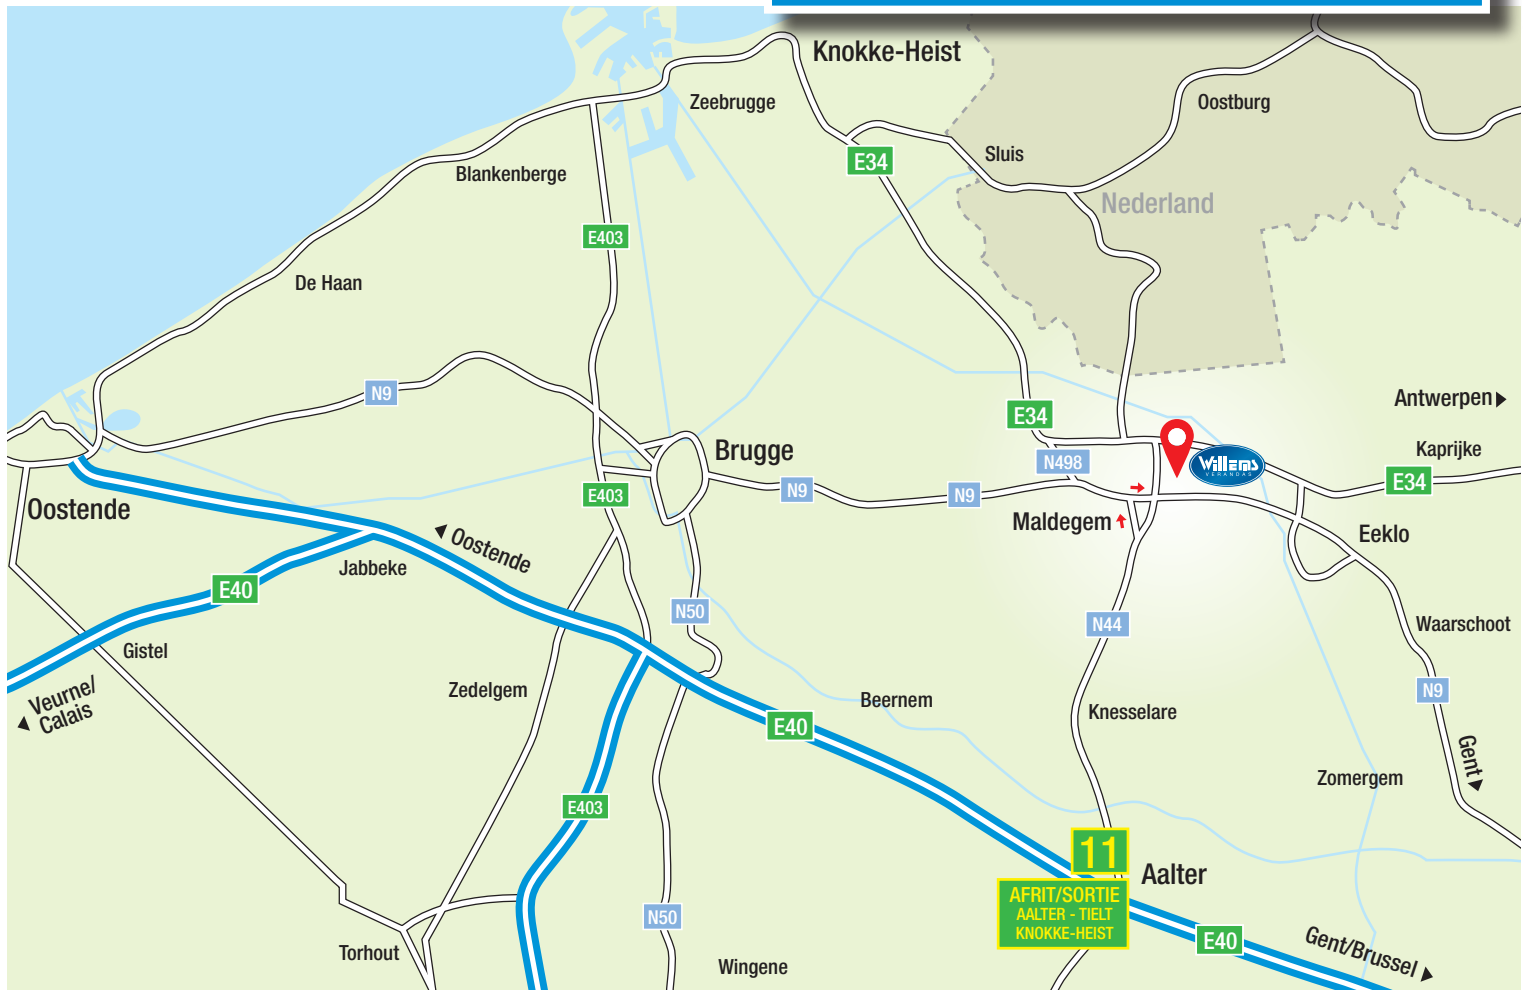 Knokke-Heist
Zeebrugge
Oostburg
E34
Sluis
Blankenberge
Nederland
E403
De Haan
N9
Antwerpen
E34
Brugge
Kaprijke
N498
Willems
VERANDAS
E34
N9
N9
E403
Oostende
Maldegem
Eeklo
Oostende
Jabbeke
E40
N50
N44
Waarschoot
Gistel
Zedelgem
N9
Veurne/
Calais
Beernem
Knesselare
E40
Gent
Zomergem
E403
11
Aalter
AFRIT/SORTIE
AALTER - TIELT
KNOKKE-HEIST
N50
E40
Gent/Brussel
Torhout
Wingene